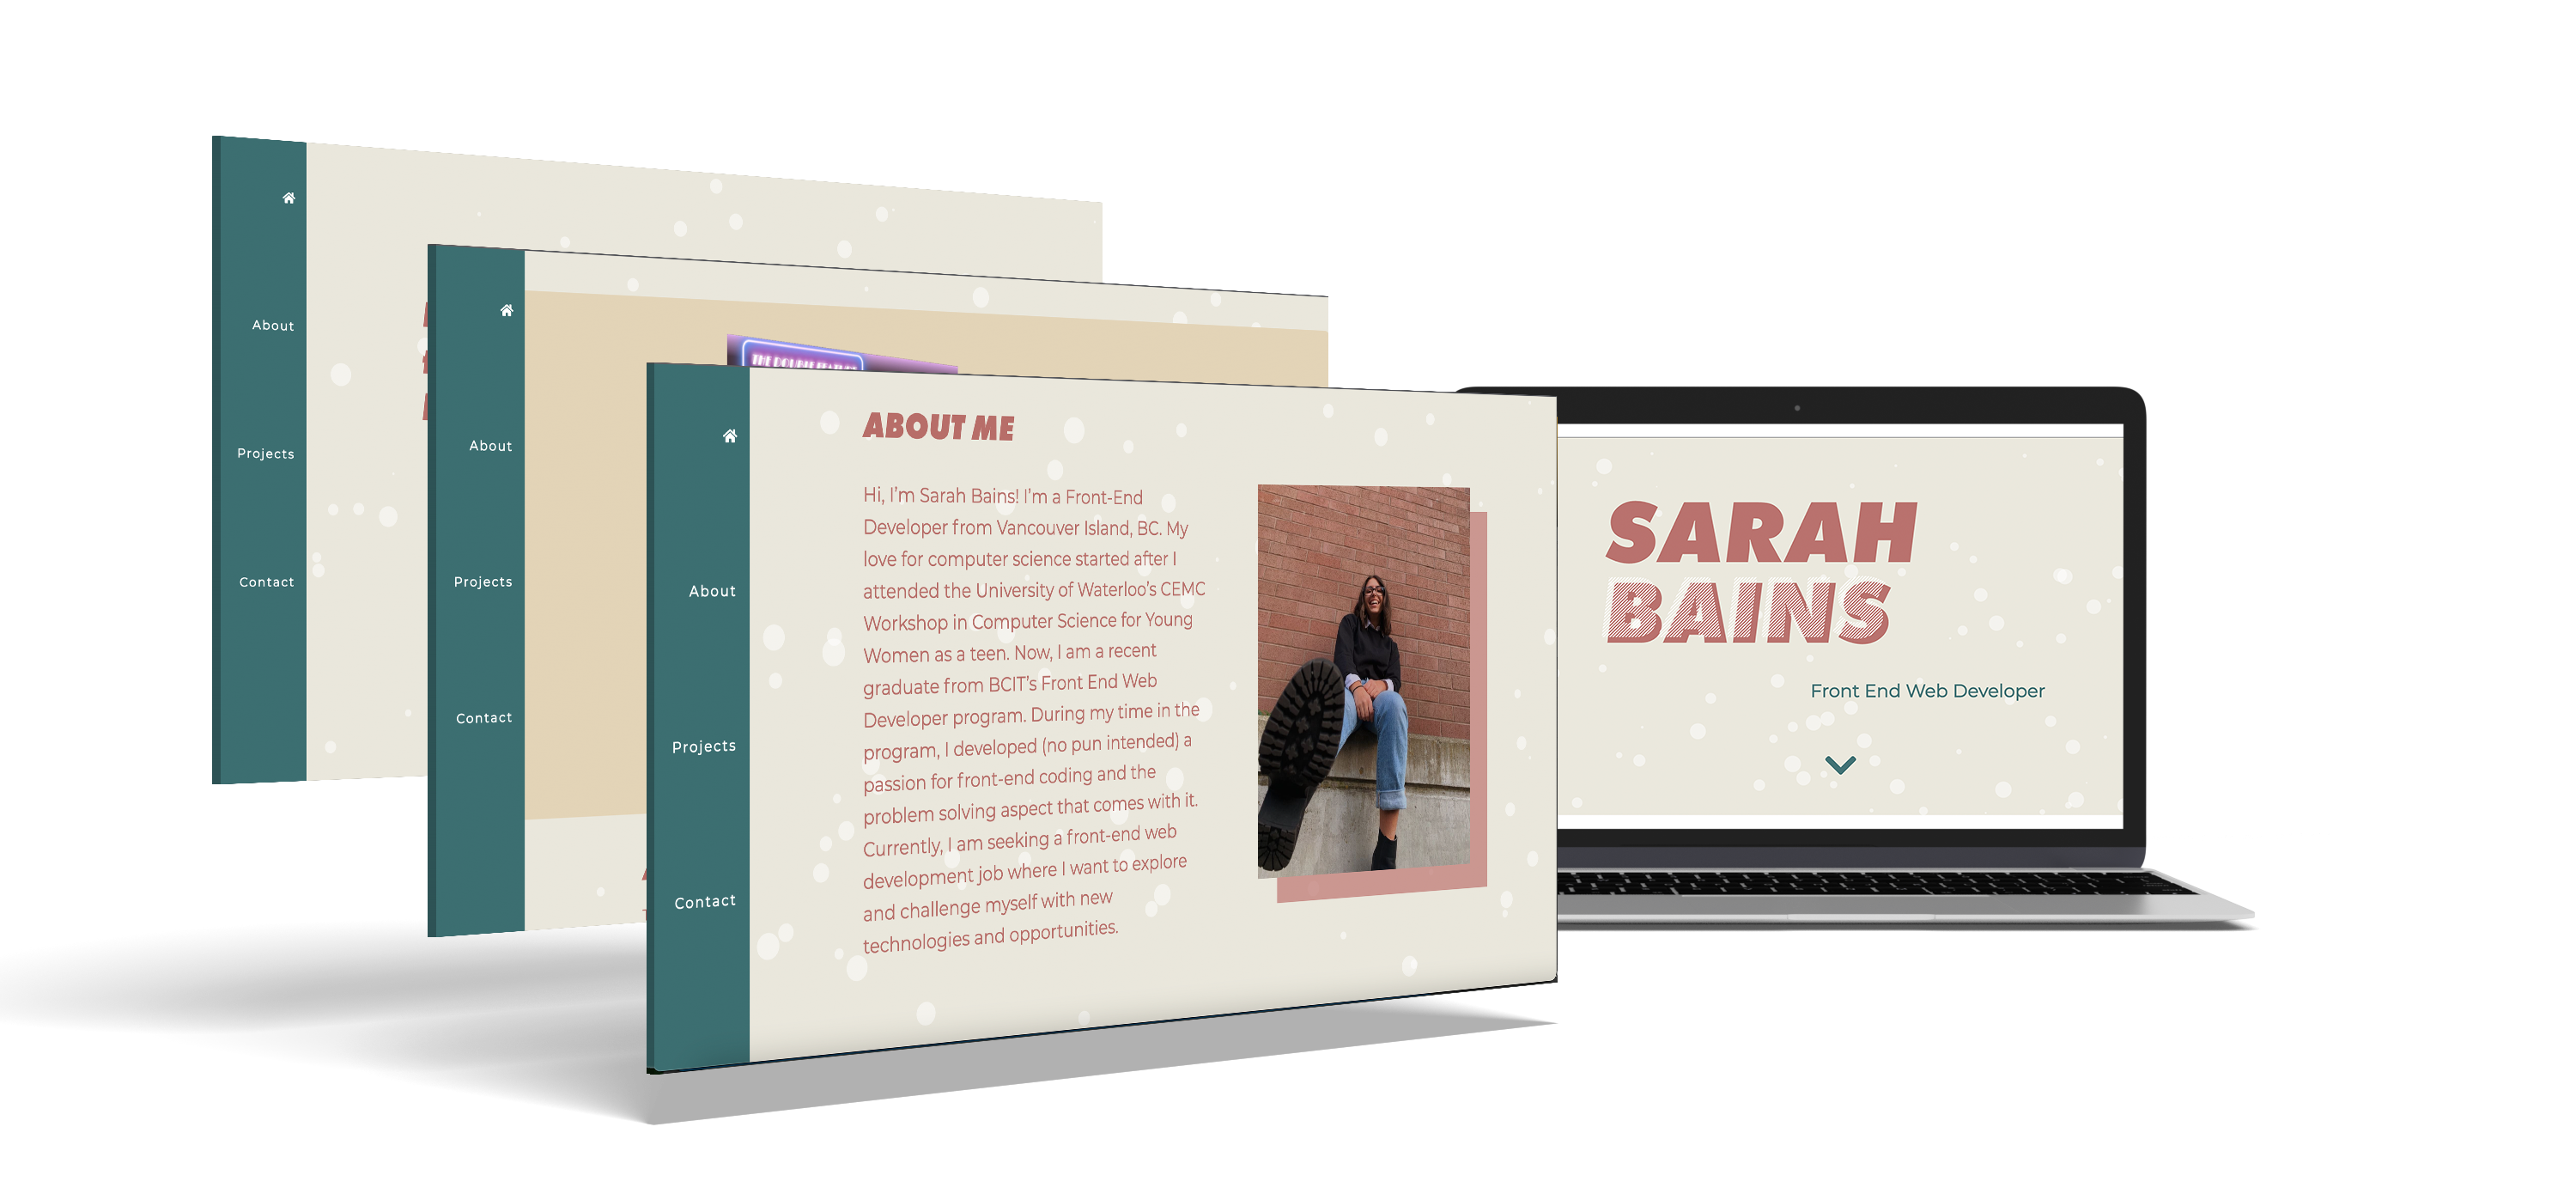 About
Projects
Contact
About
Projects
Contact
About
Projects
Contact
ABOUT ME
Hi, I'm Sarah Bains! I'm a Front-End
Developer from Vancouver Island, BC. My
love for computer science started after I
attended the University of Waterloo's CEMC
Workshop in Computer Science for Young
Women as a teen. Now, I am a recent
graduate from BCIT's Front End Web
Developer program. During my time in the
program, I developed (no pun intended) a
passion for front-end coding and the
problem solving aspect that comes with it.
Currently, I am seeking a front-end web
development job where I want to explore
and challenge myself with new
technologies and opportunities.
SARAH
BAINS
Front End Web Developer